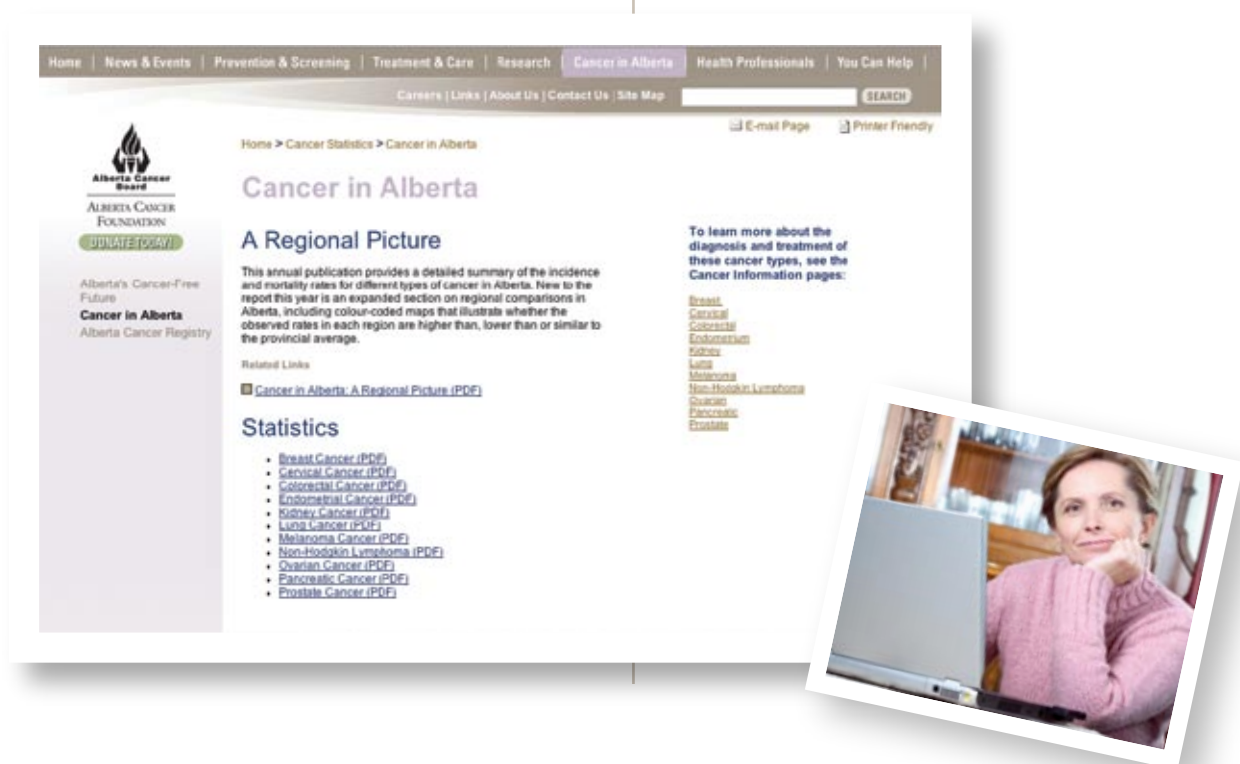 Home | News & Events | Prevention & Screening | Treatment & Care | Research | Cancer in Alberta | Health Professionals | You Can Help |
Careers | Links | About Us | Contact Us | Site Map
SEARCH
E-mail Page
Printer Friendly
Alberta Cancer
Board
ALBERTA CANCER
FOUNDATION
DONATE TODAY!
Alberta's Cancer-Free
Future
Cancer in Alberta
Alberta Cancer Registry
Home > Cancer Statistics > Cancer in Alberta
Cancer in Alberta
A Regional Picture
This annual publication provides a detailed summary of the incidence
and mortality rates for different types of cancer in Alberta. New to the
report this year is an expanded section on regional comparisons in
Alberta, including colour-coded maps that illustrate whether the
observed rates in each region are higher than, lower than or similar to
the provincial average.
Related Links
Cancer in Alberta: A Regional Picture (PDF)
Statistics
• Breast Cancer (PDF)
• Cervical Cancer (PDF)
• Colorectal Cancer (PDF)
• Endometrial Cancer (PDF)
• Kidney Cancer (PDF)
• Lung Cancer (PDF)
• Melanoma Cancer (PDF)
• Non-Hodgkin Lymphoma (PDF)
• Ovarian Cancer (PDF)
• Pancreatic Cancer (PDF)
• Prostate Cancer (PDF)
To learn more about the
diagnosis and treatment of
these cancer types, see the
Cancer Information pages:
Breast
Cervical
Colorectal
Endometrium
Kidney
Lung
Melanoma
Non-Hodgkin Lymphoma
Ovarian
Pancreatic
Prostate